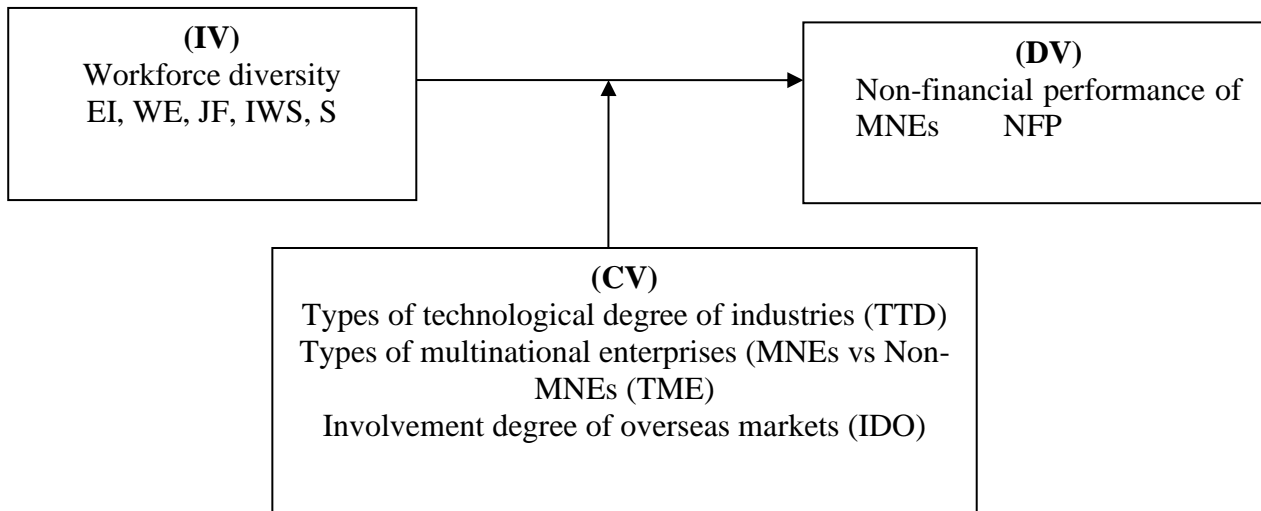 (IV)
Workforce diversity
EI, WE, JF, IWS, S
(DV)
Non-financial performance of
MNEs NFP
(CV)
Types of technological degree of industries (TTD)
Types of multinational enterprises (MNEs vs Non-
MNEs (TME)
Involvement degree of overseas markets (IDO)